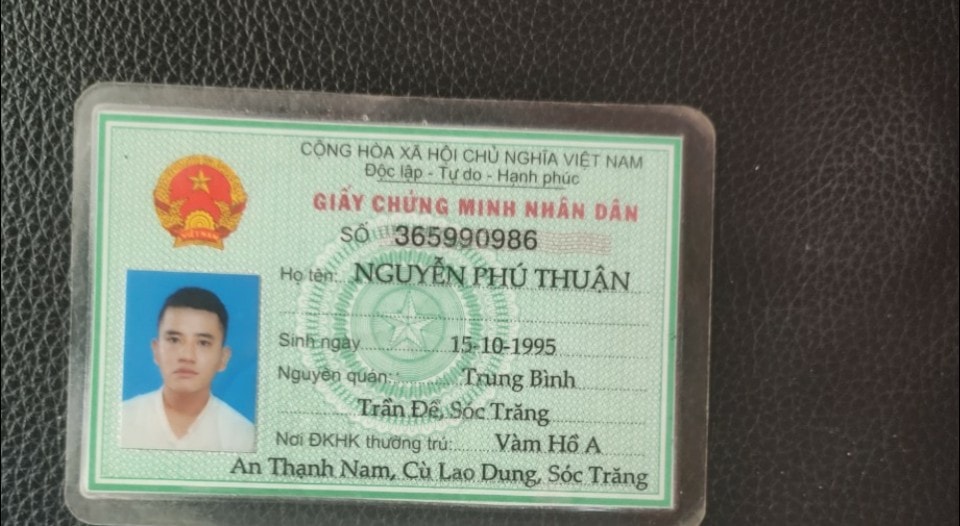 CỘNG HÒA XÃ HỘI CHỦ NGHĨA VIỆT NAM
Độc lập - Tự do - Hạnh phúc
GIẤY CHỨNG MINH NHÂN DÂN
SỐ 365990986
Họ tên: NGUYỄN PHÚ THUẬN
Sinh ngày 15-10-1995
Nguyên quán: Trung Bình
Trần Đề, Sóc Trăng
Nơi ĐKHK thường trú: Vàm Hồ A
An Thạnh Nam, Cù Lao Dung, Sóc Trăng
VIỆT NAM